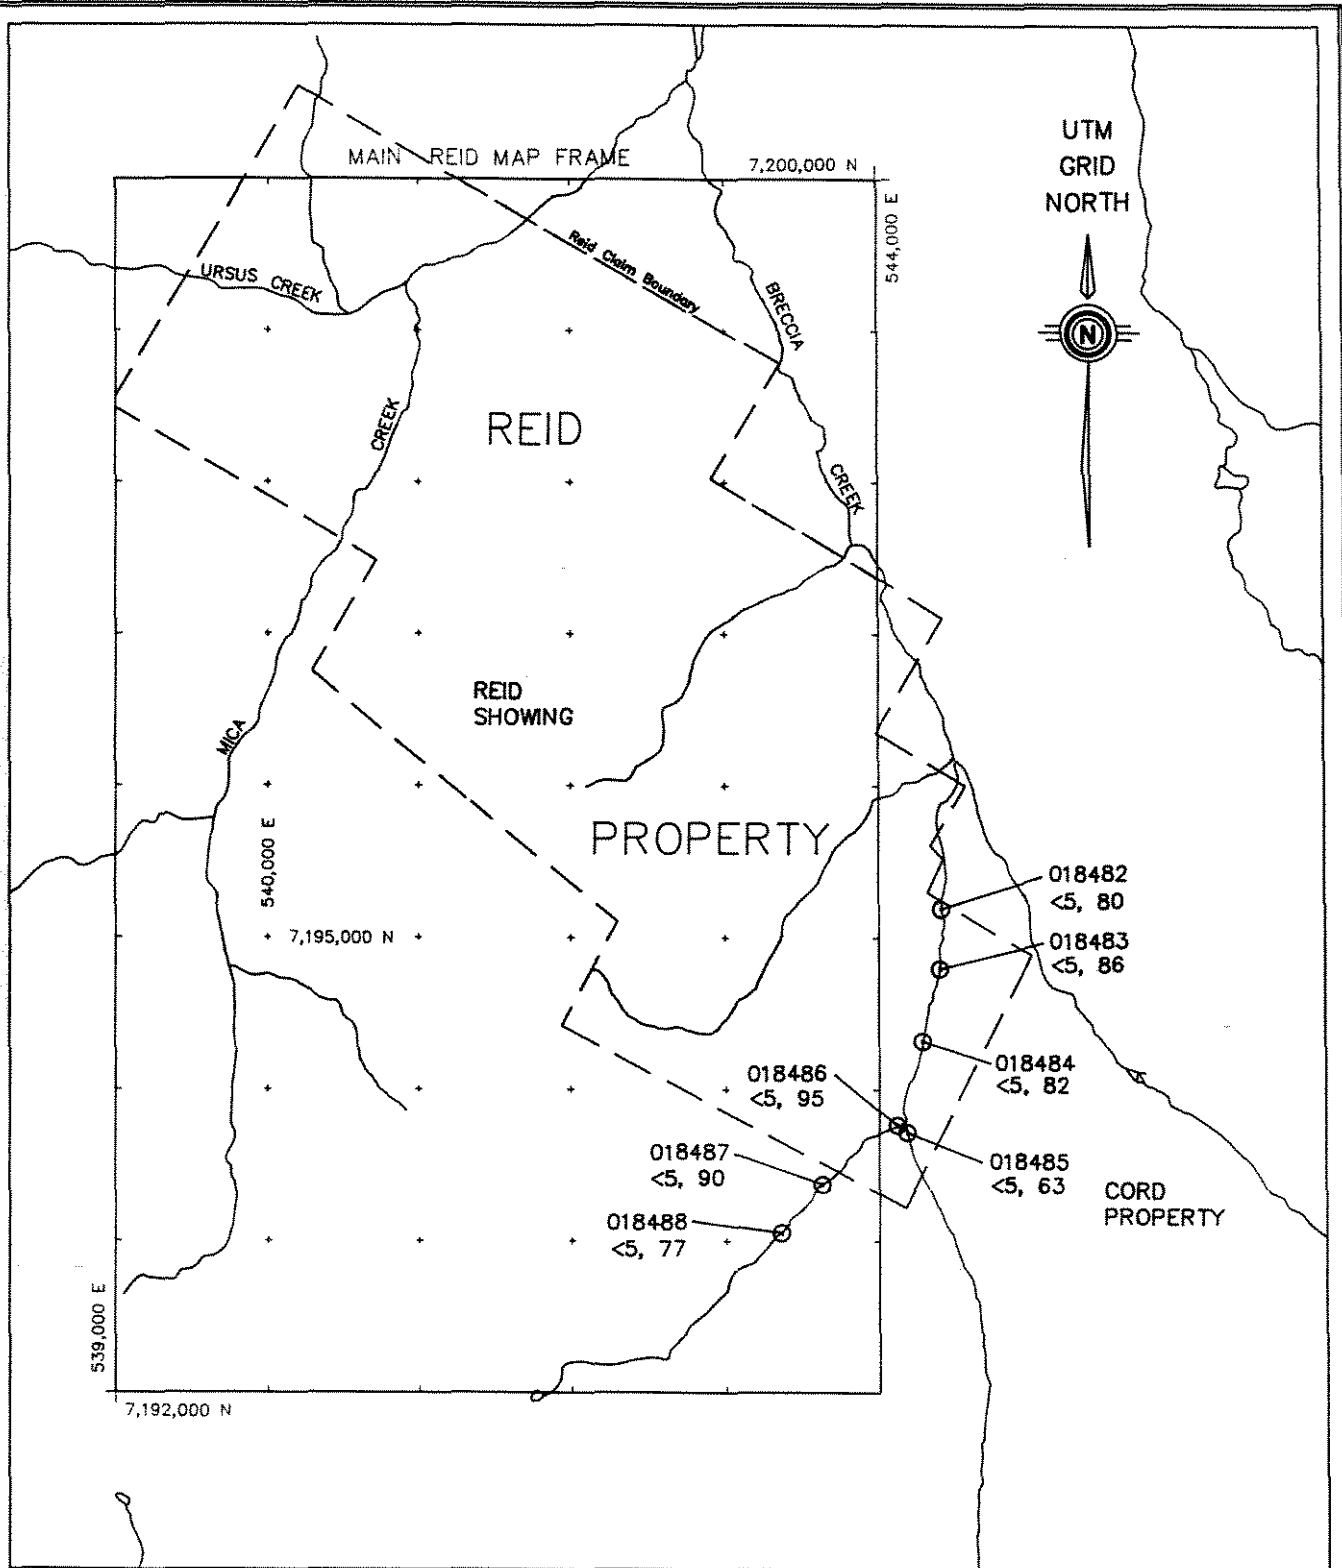 UTM
GRID
NORTH
N
MAIN REID MAP FRAME
7,200,000 N
544,000 E
Reid Claim Boundary
URSUS CREEK
BRECCIA
CREEK
REID
CREEK
MICA
REID
SHOWING
PROPERTY
540,000 E
7,195,000 N
018482
<5, 80
018483
<5, 86
018484
<5, 82
018486
<5, 95
018487
<5, 90
018485
<5, 63
CORD
PROPERTY
018488
<5, 77
539,000 E
7,192,000 N